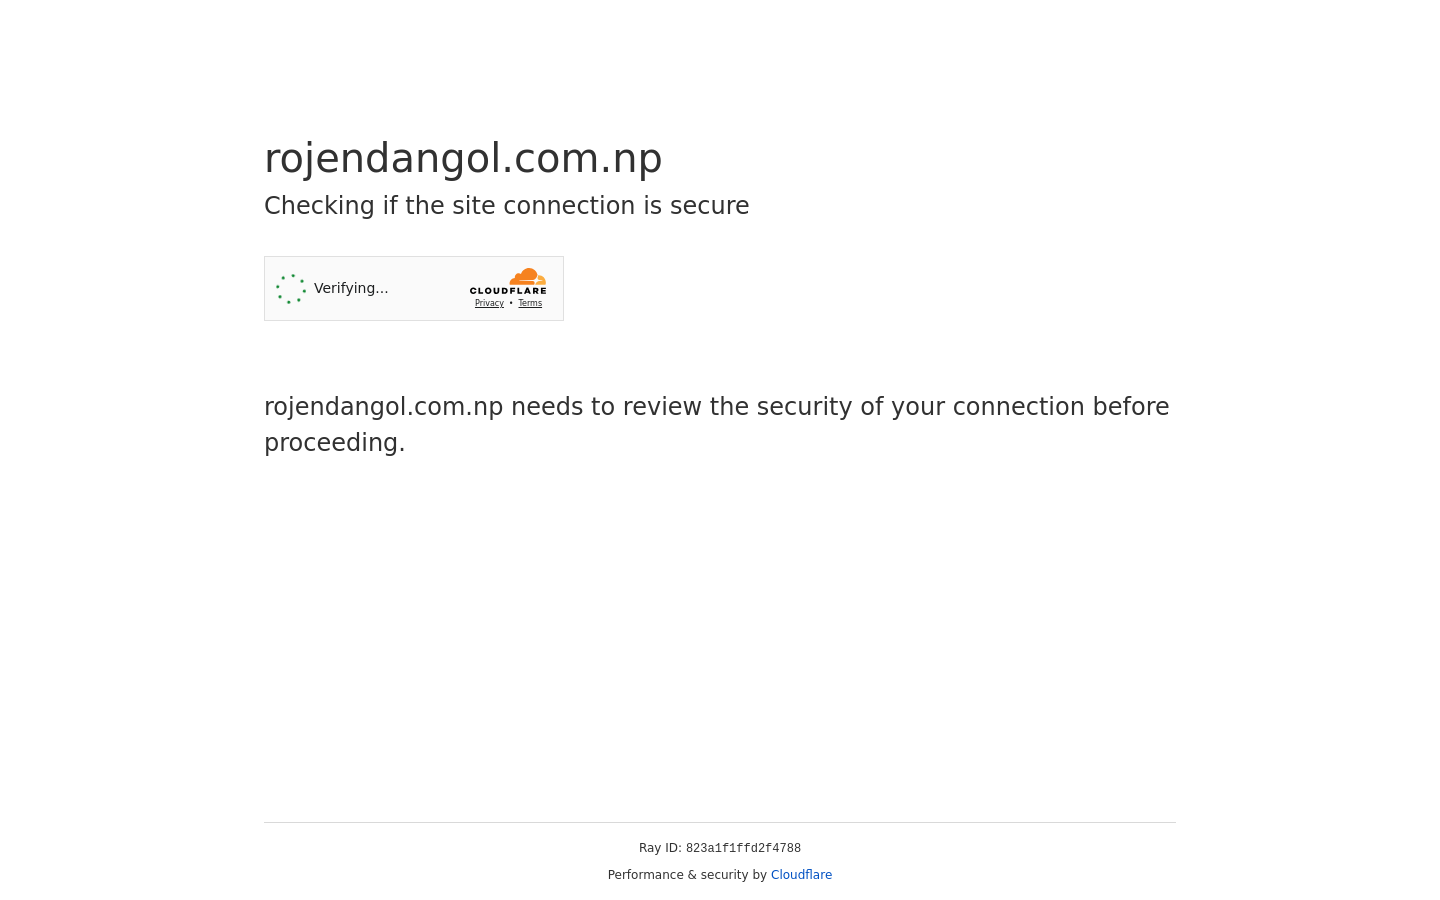 rojendangol.com.np
Checking if the site connection is secure
Verifying...
CLOUDFLARE
Privacy • Terms
rojendangol.com.np needs to review the security of your connection before
proceeding.
Ray ID: 823a1f1ffd2f4788
Performance & security by Cloudflare